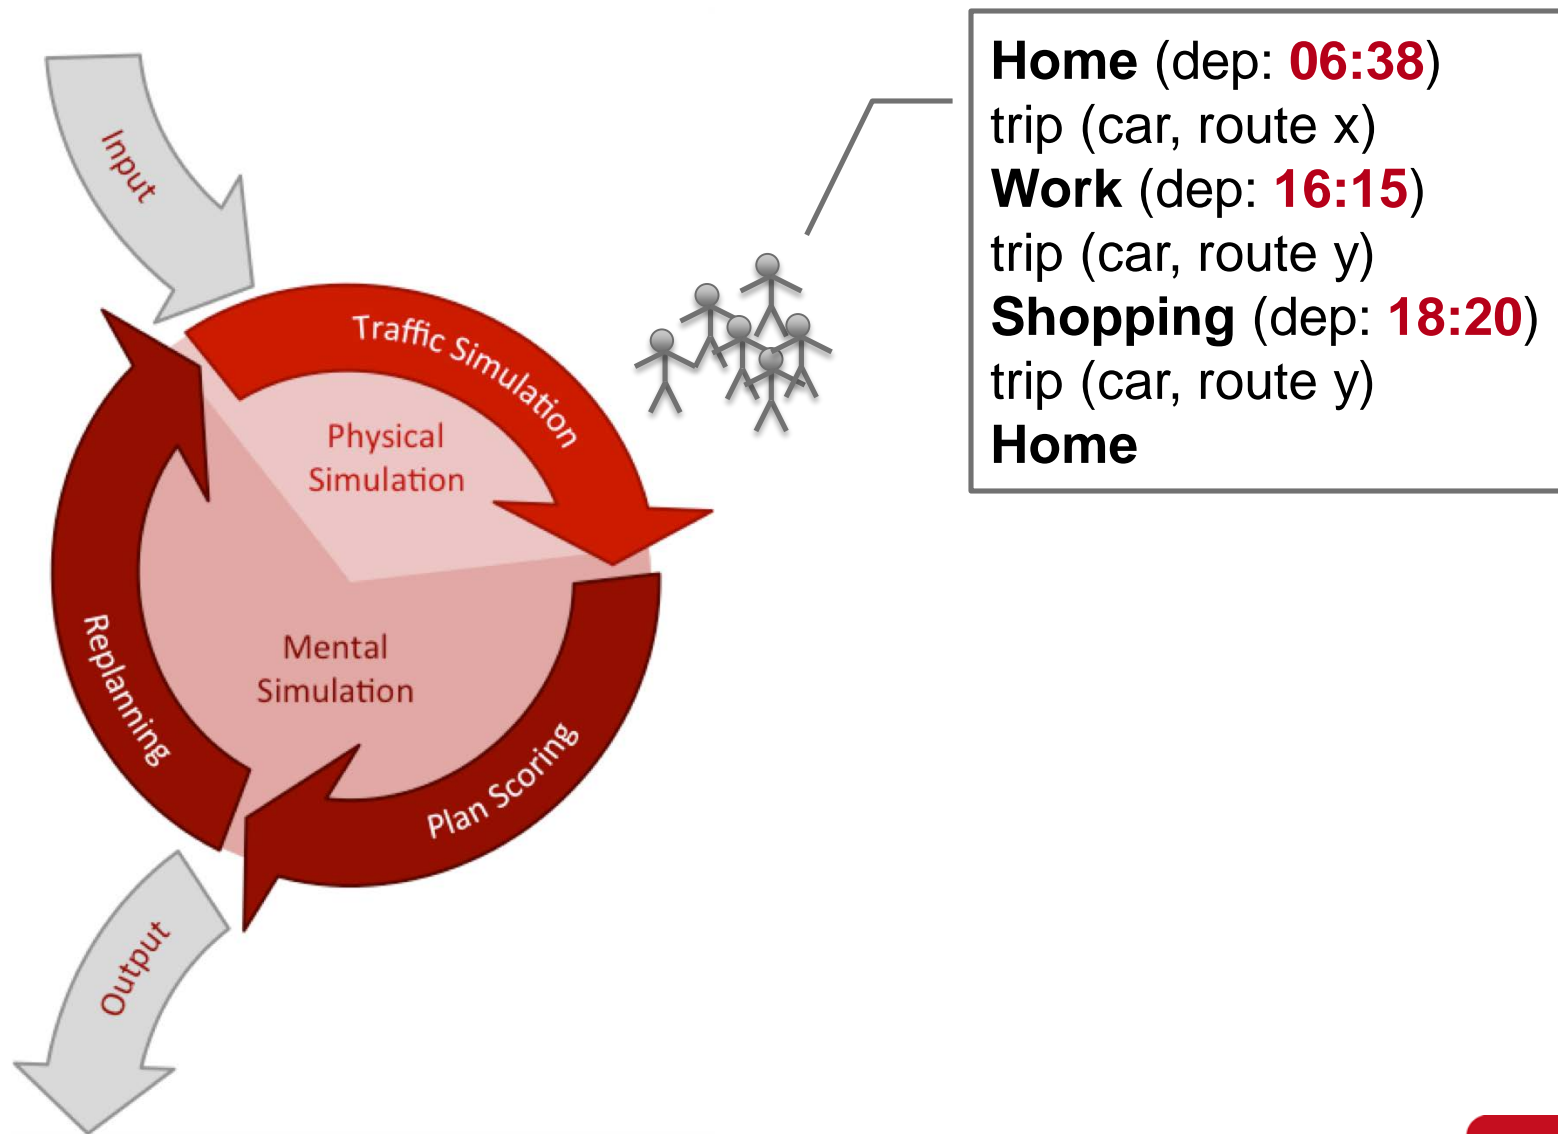 Input
Traffic Simulation
Physical
Simulation
Mental
Simulation
Replanning
Plan Scoring
Output
Home (dep: 06:38)
trip (car, route x)
Work (dep: 16:15)
trip (car, route y)
Shopping (dep: 18:20)
trip (car, route y)
Home